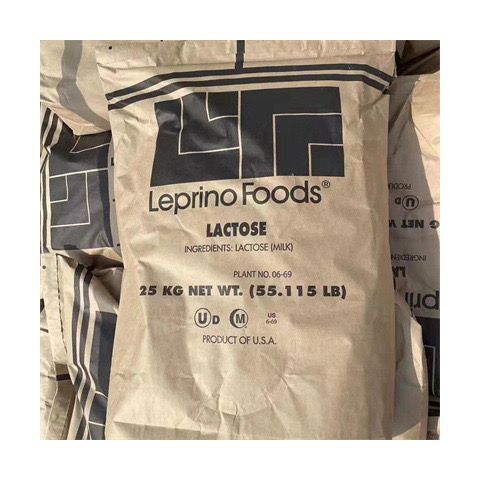 LP
Leprino Foods®
LACTOSE
INGREDIENTS: LACTOSE (MILK)
PLANT NO. 06-69
25 KG NET WT. (55.115 LB)
U D M US
6-69
PRODUCT OF U.S.A.